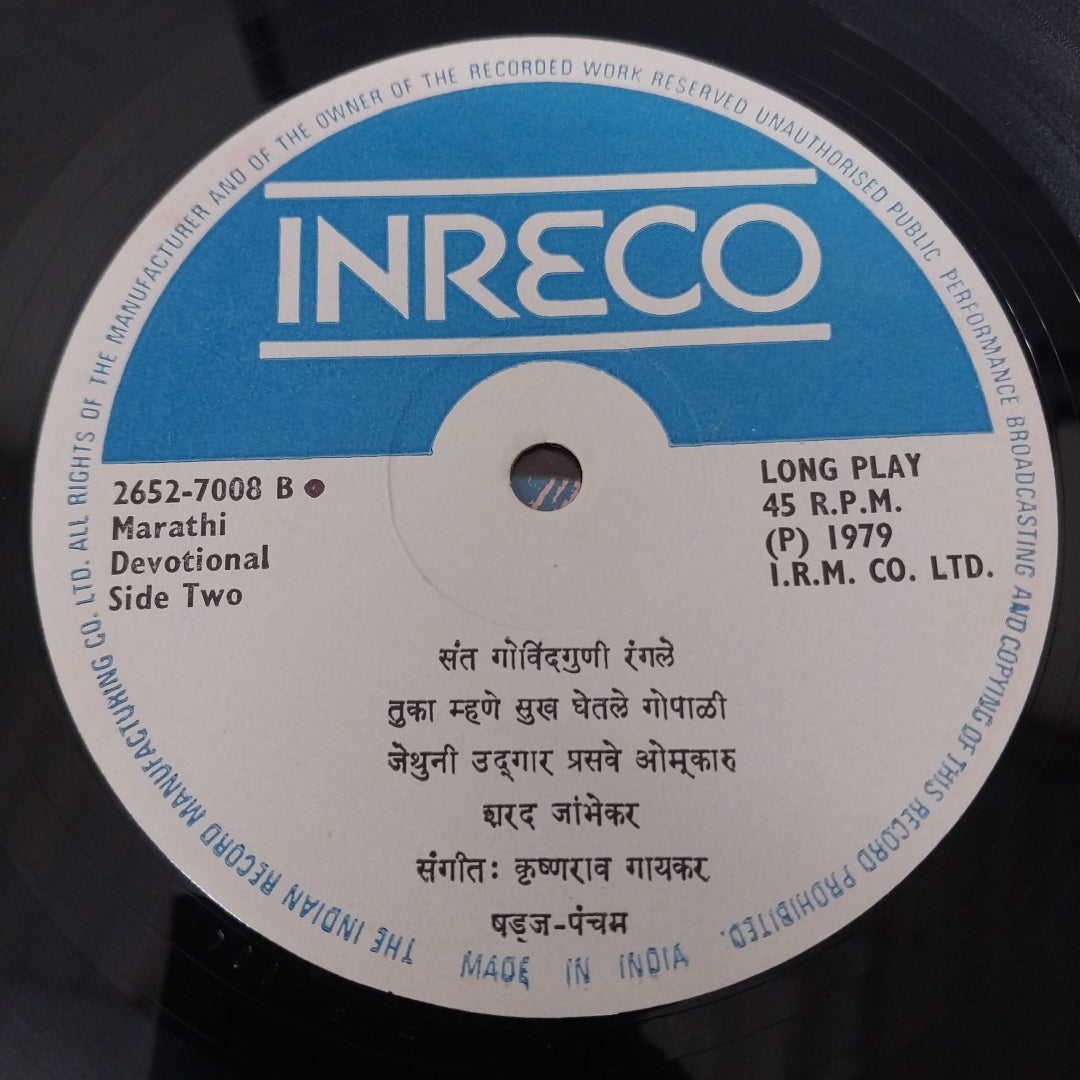 THE INDIAN RECORD MANUFACTURING CO. LTD. ALL RIGHTS OF THE MANUFACTURER AND OF THE OWNER OF THE RECORDED WORK RESERVED UNAUTHORISED PUBLIC PERFORMANCE BROADCASTING AND COPYING OF THIS RECORD PROHIBITED.
INRECO
2652-7008 B
Marathi
Devotional
Side Two
LONG PLAY
45 R.P.M.
(P) 1979
I.R.M. CO. LTD.
संत गोविंदगुणी रंगले
तुका म्हणे सुख घेतले गोपाळी
जेथुनी उद्‌गार प्रसवे ओम्‌कारु
शरद जांभेकर
संगीत: कृष्णराव गायकर
षड्ज-पंचम
MADE IN INDIA